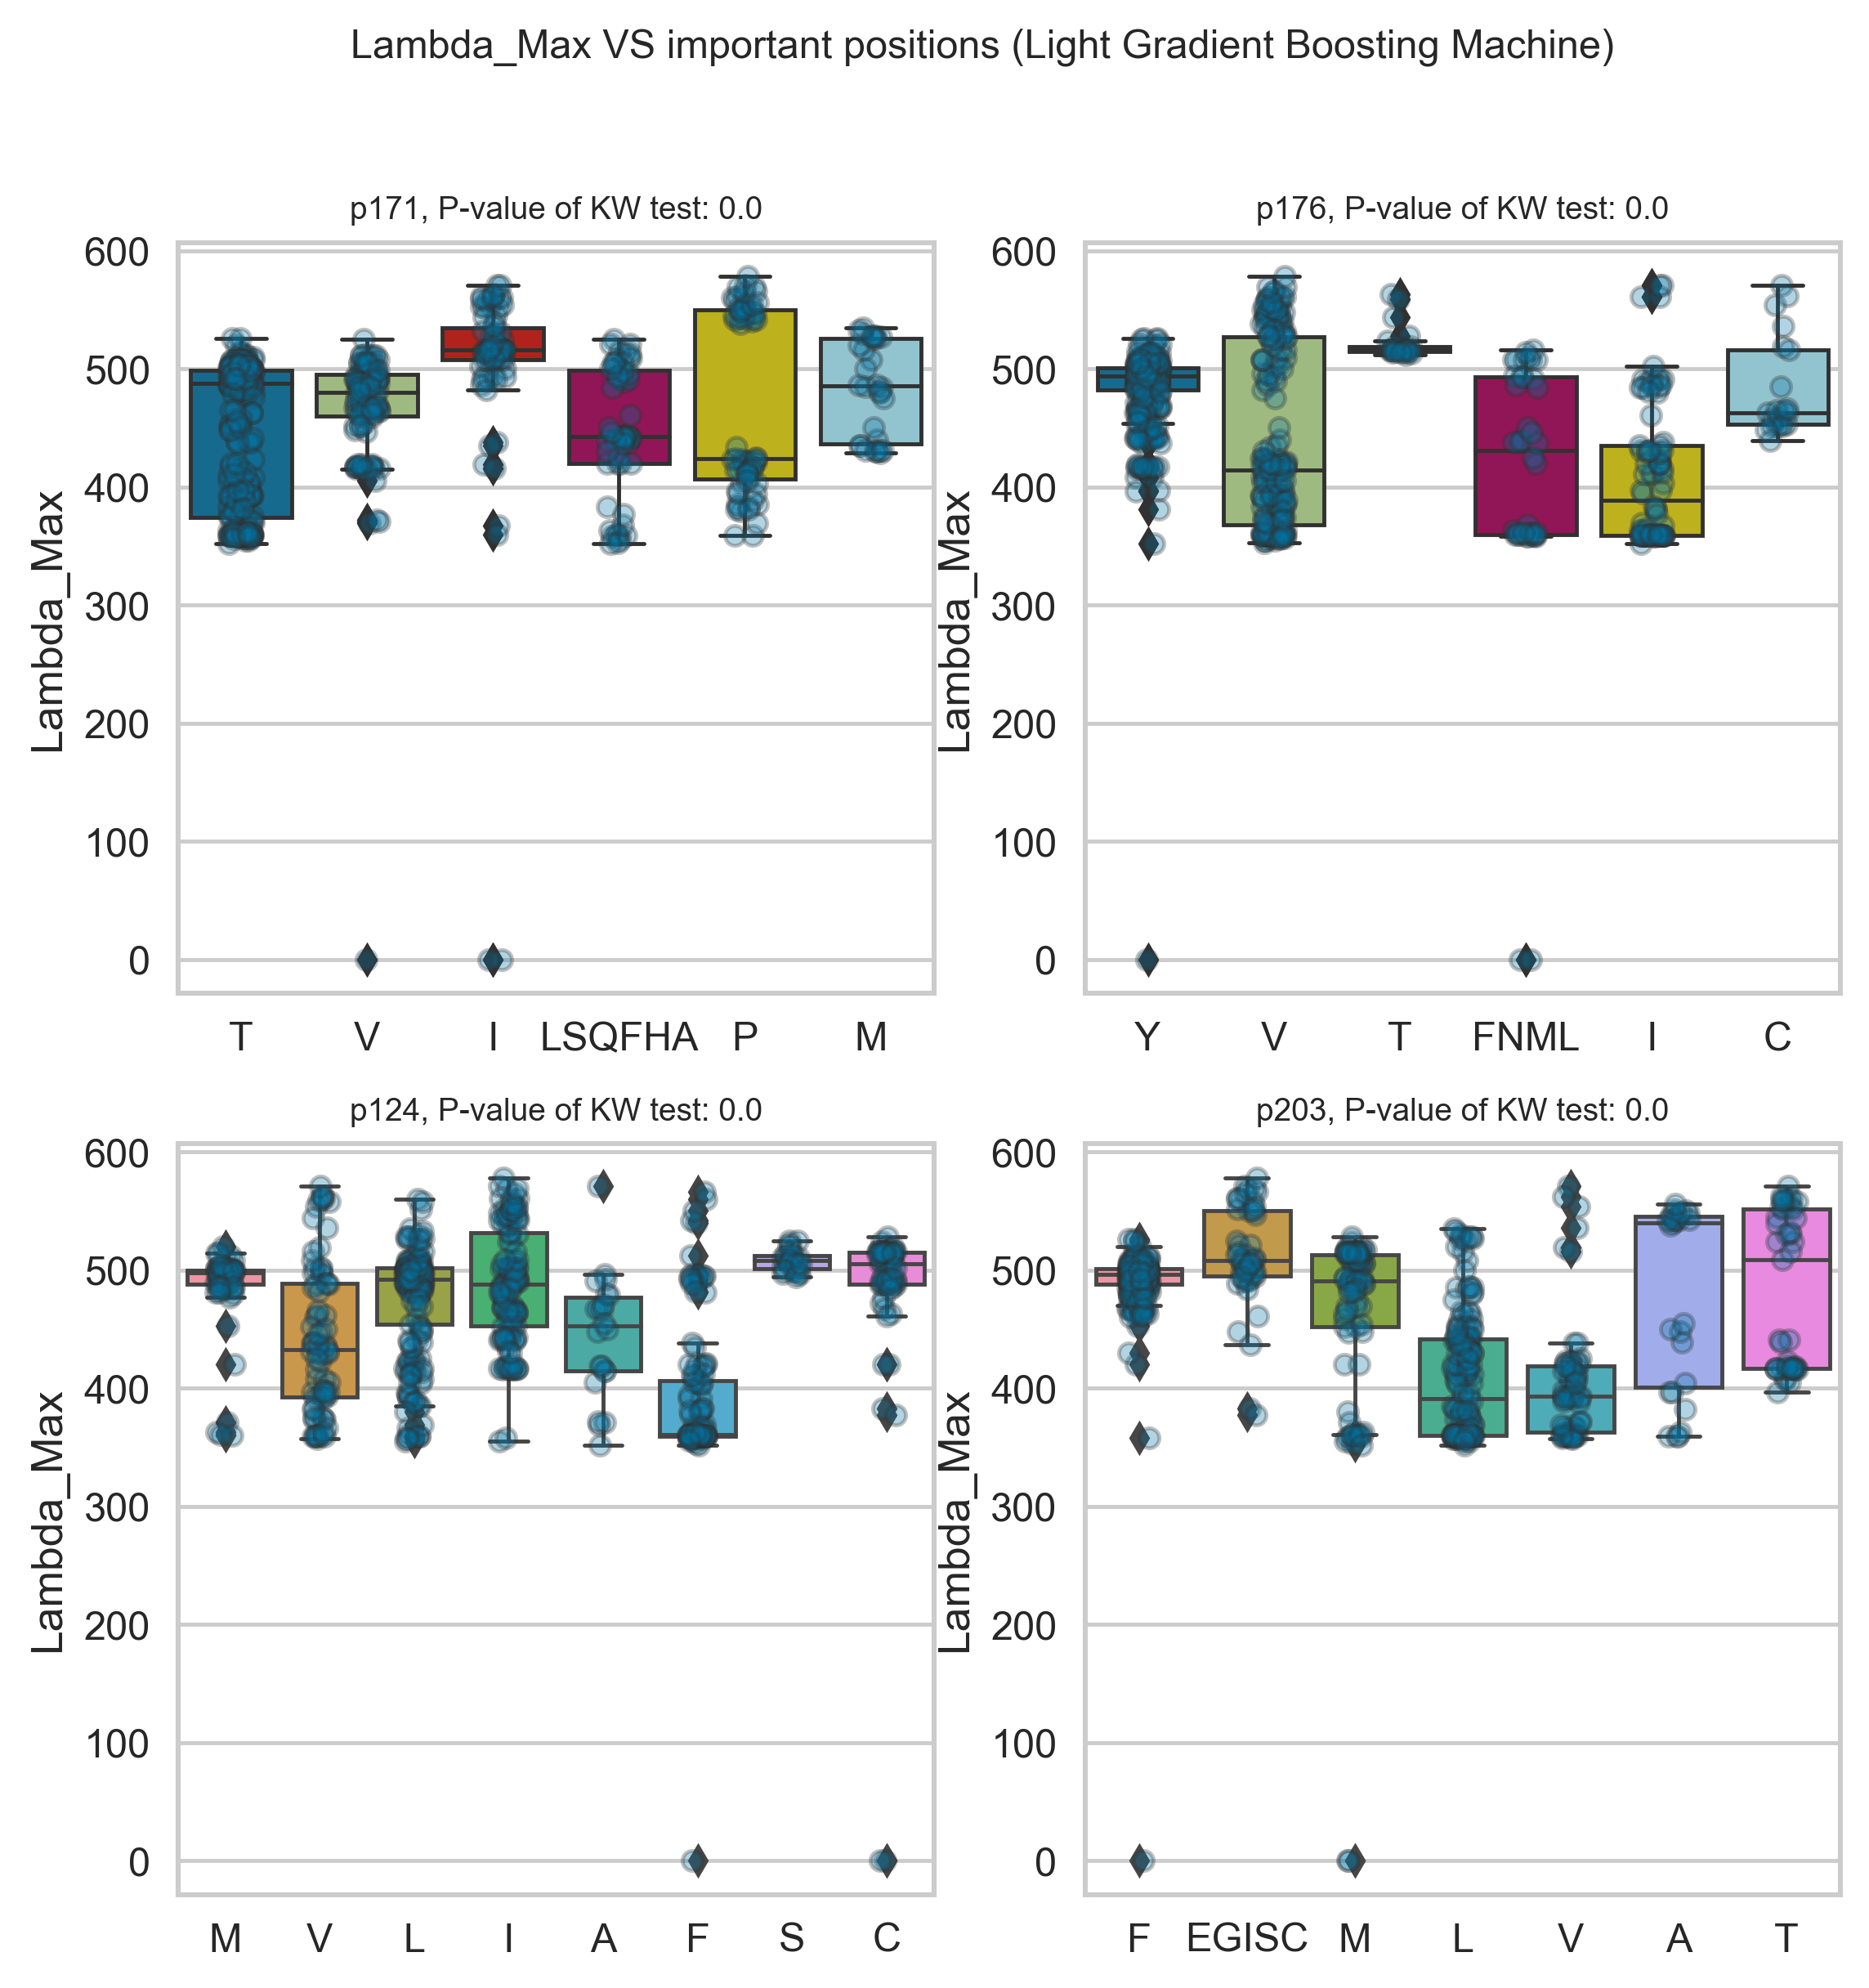 Lambda_Max VS important positions (Light Gradient Boosting Machine)
p171, P-value of KW test: 0.0
Lambda_Max
600
500
400
300
200
100
0
T V I LSQFHA P M
p176, P-value of KW test: 0.0
Lambda_Max
600
500
400
300
200
100
0
Y V T FNML I C
p124, P-value of KW test: 0.0
Lambda_Max
600
500
400
300
200
100
0
M V L I A F S C
p203, P-value of KW test: 0.0
Lambda_Max
600
500
400
300
200
100
0
F EGISC M L V A T